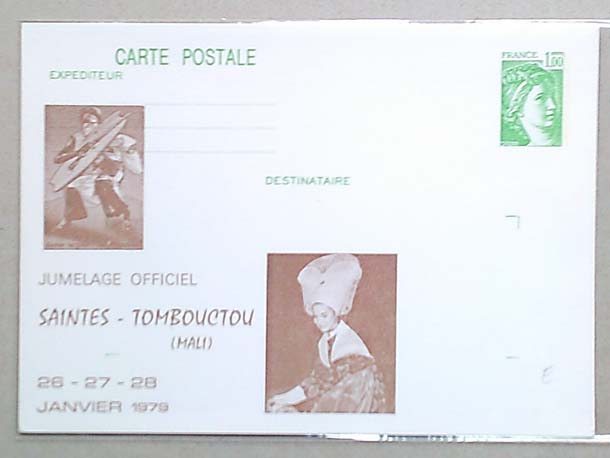 CARTE POSTALE
EXPEDITEUR
FRANCE 1,00
DESTINATAIRE
JUMELAGE OFFICIEL
SAINTES - TOMBOUCTOU
(MALI)
26 - 27 - 28
JANVIER 1979
E